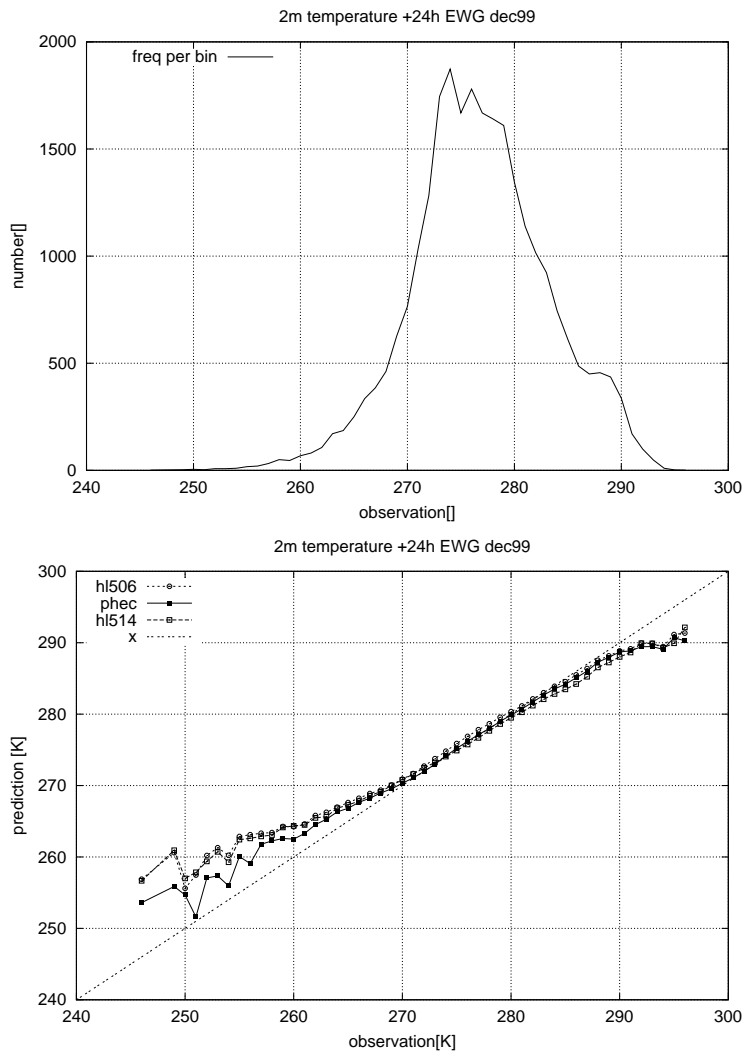 2m temperature +24h EWG dec99
2000
freq per bin
1500
number[]
1000
500
0
240 250 260 270 280 290 300
observation[]
2m temperature +24h EWG dec99
300
hl506
phec
hl514
x
290
280
prediction [K]
270
260
250
240
240 250 260 270 280 290 300
observation[K]